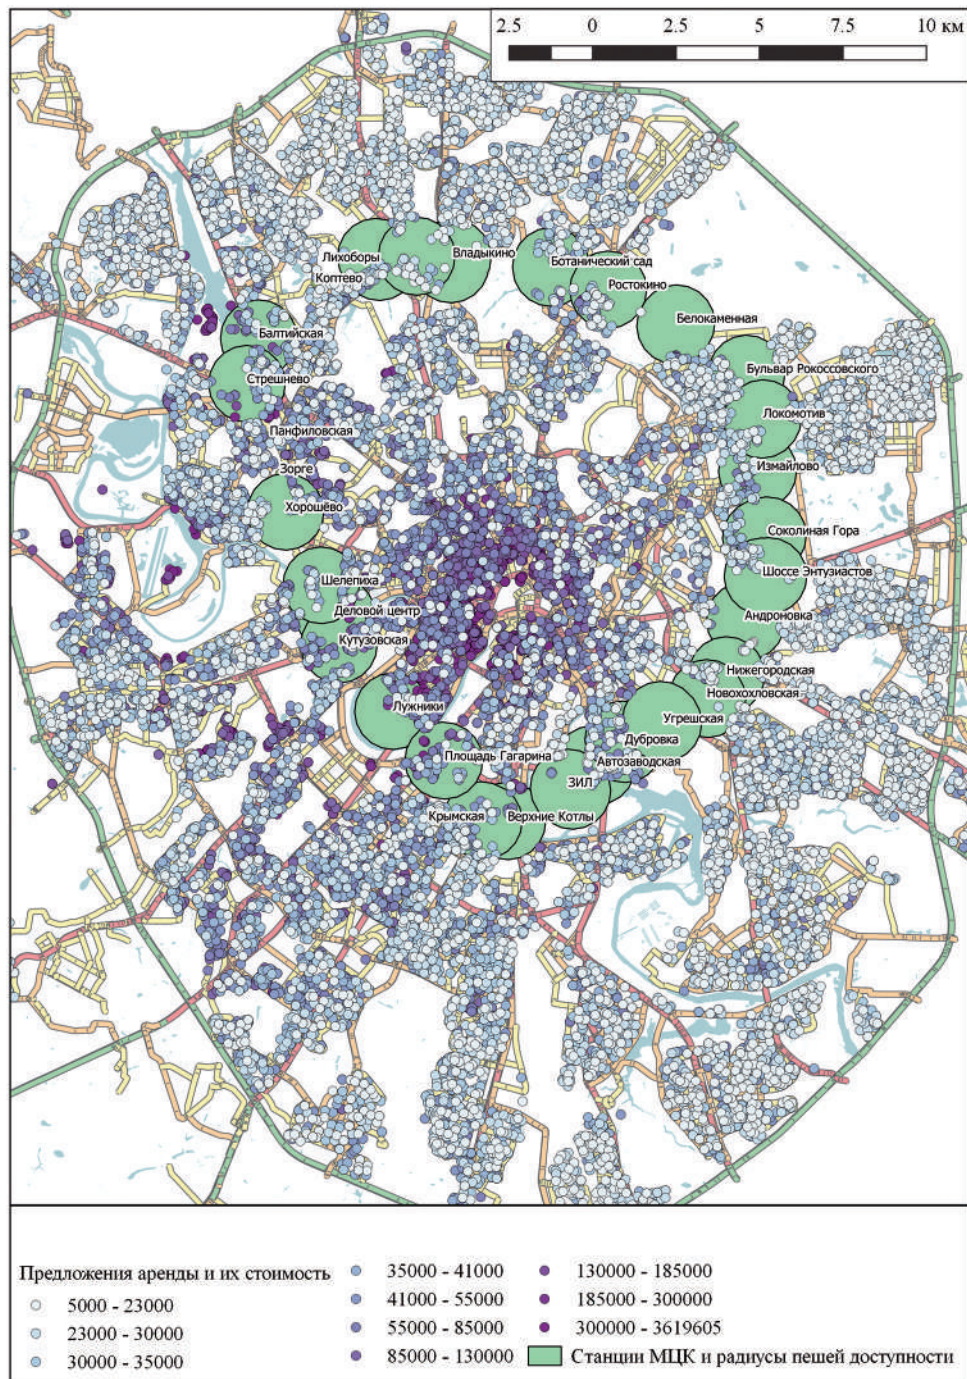 2.5 0 2.5 5 7.5 10 км
Владыкино
Лихоборы
Ботанический сад
Коптево
Ростокино
Белокаменная
Балтийская
Бульвар Рокоссовского
Стрешнево
Локомотив
Панфиловская
Зорге
Измайлово
Хорошёво
Соколиная Гора
Шоссе Энтузиастов
Шелепиха
Деловой центр
Андроновка
Кутузовская
Нижегородская
Новохохловская
Лужники
Угрешская
Дубровка
Площадь Гагарина
Автозаводская
ЗИЛ
Крымская
Верхние Котлы
Предложения аренды и их стоимость
5000 - 23000
23000 - 30000
30000 - 35000
35000 - 41000
41000 - 55000
55000 - 85000
85000 - 130000
130000 - 185000
185000 - 300000
300000 - 3619605
Станции МЦК и радиусы пешей доступности